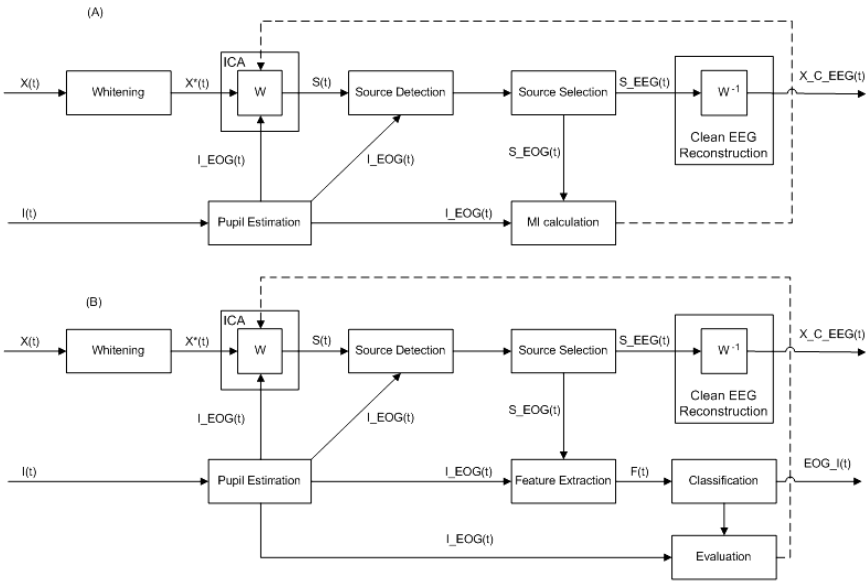 (A)
ICA
X(t)
Whitening
X*(t)
W
S(t)
Source Detection
Source Selection
S_EEG(t)
W-1
X_C_EEG(t)
Clean EEG
Reconstruction
I_EOG(t)
I_EOG(t)
S_EOG(t)
I(t)
Pupil Estimation
I_EOG(t)
MI calculation
(B)
ICA
X(t)
Whitening
X*(t)
W
S(t)
Source Detection
Source Selection
S_EEG(t)
W-1
X_C_EEG(t)
Clean EEG
Reconstruction
I_EOG(t)
I_EOG(t)
S_EOG(t)
I(t)
Pupil Estimation
I_EOG(t)
Feature Extraction
F(t)
Classification
EOG_I(t)
I_EOG(t)
Evaluation